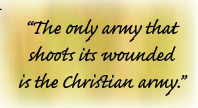 “The only army that
shoots its wounded
is the Christian army.”